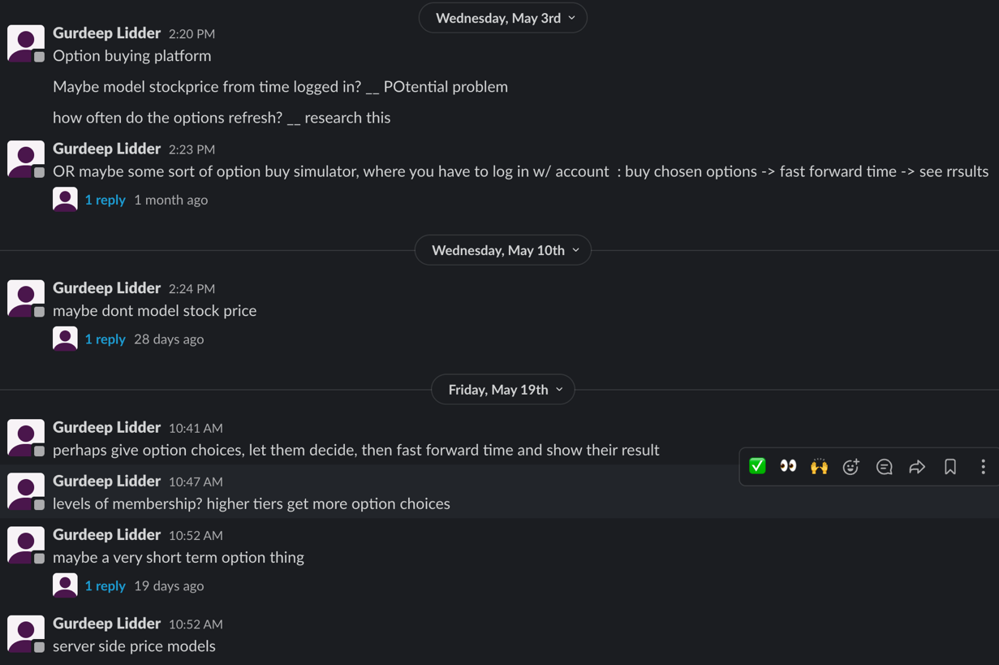 Wednesday, May 3rd
Gurdeep Lidder 2:20 PM
Option buying platform
Maybe model stockprice from time logged in? __ POtential problem
how often do the options refresh? __ research this
Gurdeep Lidder 2:23 PM
OR maybe some sort of option buy simulator, where you have to log in w/ account  : buy chosen options -> fast forward time -> see rrsults
1 reply 1 month ago
Wednesday, May 10th
Gurdeep Lidder 2:24 PM
maybe dont model stock price
1 reply 28 days ago
Friday, May 19th
Gurdeep Lidder 10:41 AM
perhaps give option choices, let them decide, then fast forward time and show their result
Gurdeep Lidder 10:47 AM
levels of membership? higher tiers get more option choices
Gurdeep Lidder 10:52 AM
maybe a very short term option thing
1 reply 19 days ago
Gurdeep Lidder 10:52 AM
server side price models